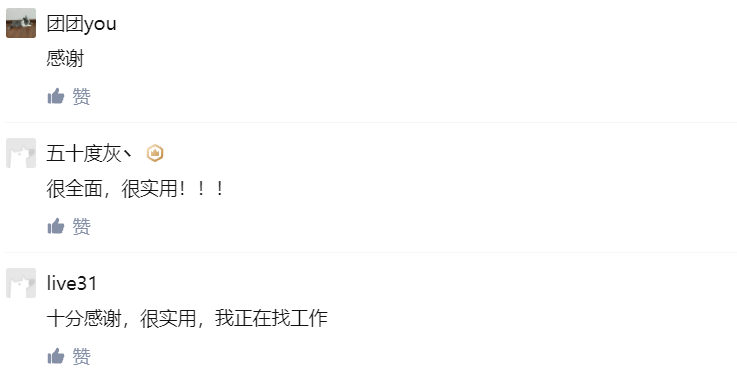 团团you
感谢
赞
五十度灰丶
很全面，很实用！！！
赞
live31
十分感谢，很实用，我正在找工作
赞